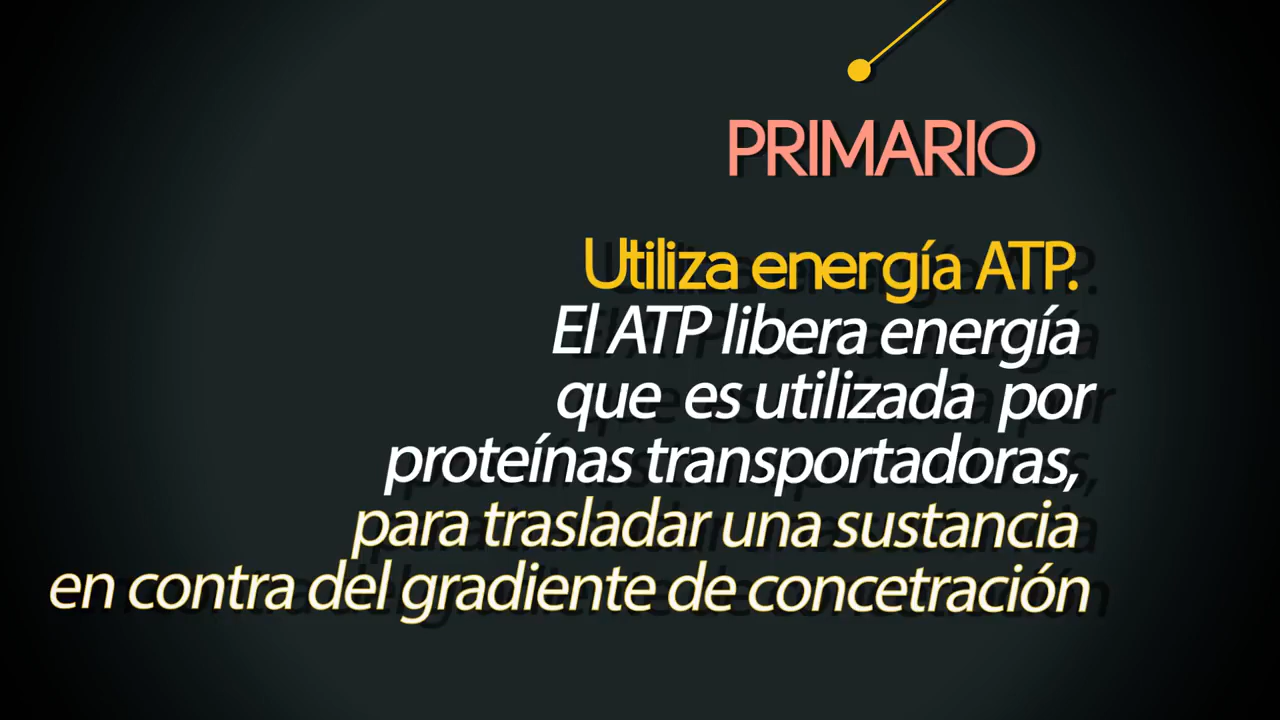 PRIMARIO
Utiliza energía ATP.
El ATP libera energía
que es utilizada por
proteínas transportadoras,
para trasladar una sustancia
en contra del gradiente de concetración